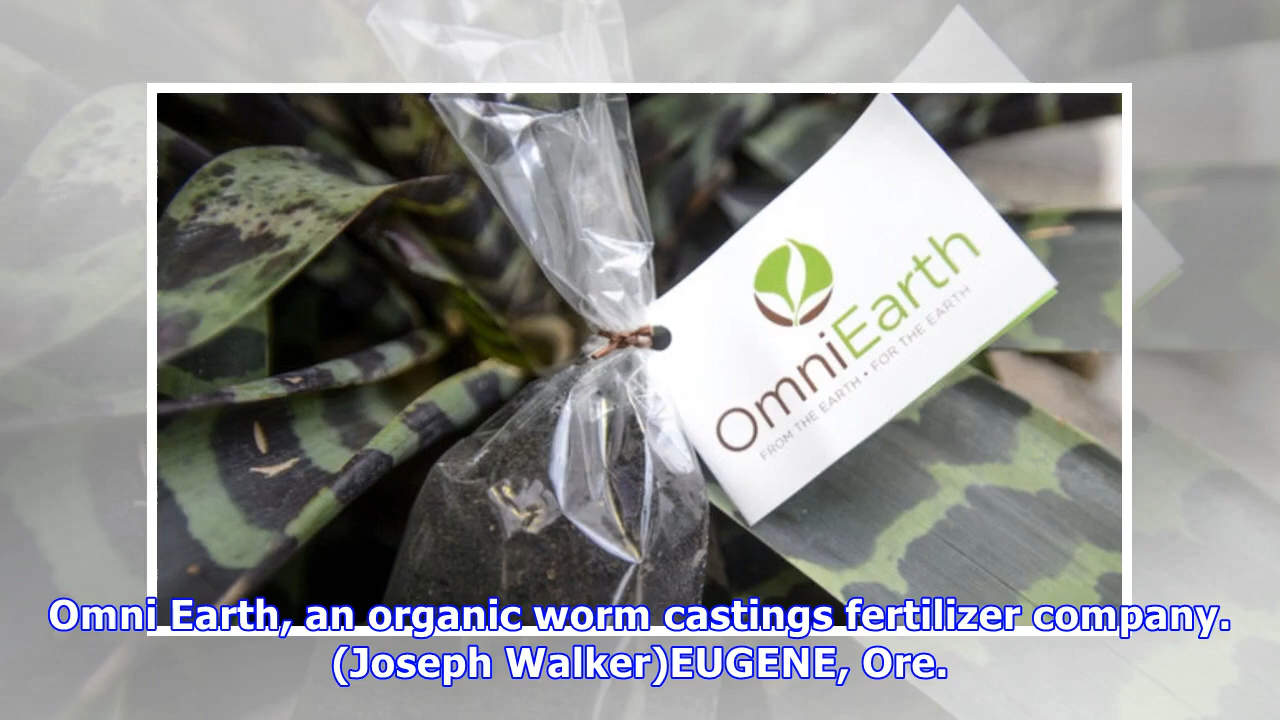 OmniEarth
FROM THE EARTH • FOR THE EARTH
Omni Earth, an organic worm castings fertilizer company.
(Joseph Walker)EUGENE, Ore.